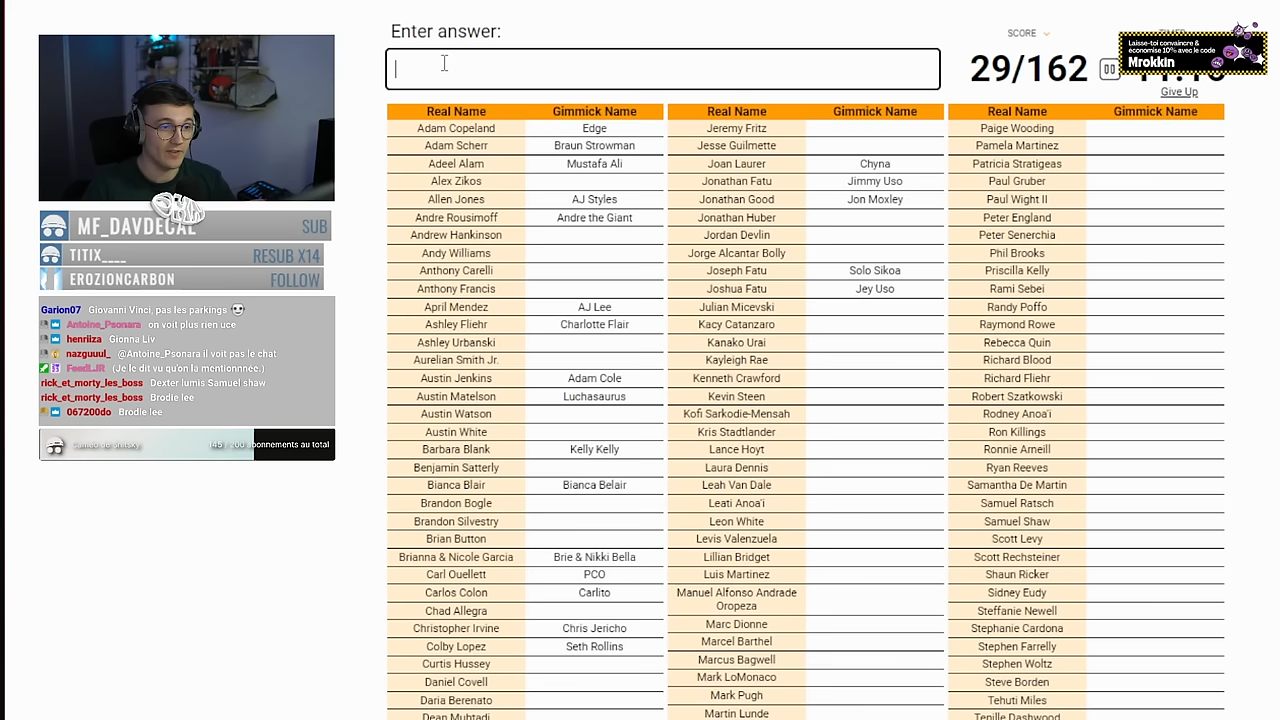 Enter answer:
SCORE
29/162
Give Up
Laisse-toi convaincre &
économise 10% avec le code
Mrokkin
MF_DAVDECAL SUB
TITIX____ RESUB X14
EROZIONCARBON FOLLOW
Garion07 Giovanni Vinci, pas les parkings
Antoine_Psonara on voit plus rien uce
henriiza Gionna Liv
nazguuul_ @Antoine_Psonara il voit pas le chat
FeedLJR (Je le dit vu qu'on la mentionnnée.)
rick_et_morty_les_boss Dexter lumis Samuel shaw
rick_et_morty_les_boss Brodie lee
067200do Brodie lee
145 / 200 abonnements au total
Real Name Gimmick Name
Adam Copeland Edge
Adam Scherr Braun Strowman
Adeel Alam Mustafa Ali
Alex Zikos
Allen Jones AJ Styles
Andre Rousimoff Andre the Giant
Andrew Hankinson
Andy Williams
Anthony Carelli
Anthony Francis
April Mendez AJ Lee
Ashley Fliehr Charlotte Flair
Ashley Urbanski
Aurelian Smith Jr.
Austin Jenkins Adam Cole
Austin Matelson Luchasaurus
Austin Watson
Austin White
Barbara Blank Kelly Kelly
Benjamin Satterly
Bianca Blair Bianca Belair
Brandon Bogle
Brandon Silvestry
Brian Button
Brianna & Nicole Garcia Brie & Nikki Bella
Carl Ouellett PCO
Carlos Colon Carlito
Chad Allegra
Christopher Irvine Chris Jericho
Colby Lopez Seth Rollins
Curtis Hussey
Daniel Covell
Daria Berenato
Dean Muhtadi
Real Name Gimmick Name
Jeremy Fritz
Jesse Guilmette
Joan Laurer Chyna
Jonathan Fatu Jimmy Uso
Jonathan Good Jon Moxley
Jonathan Huber
Jordan Devlin
Jorge Alcantar Bolly
Joseph Fatu Solo Sikoa
Joshua Fatu Jey Uso
Julian Micevski
Kacy Catanzaro
Kanako Urai
Kayleigh Rae
Kenneth Crawford
Kevin Steen
Kofi Sarkodie-Mensah
Kris Stadtlander
Lance Hoyt
Laura Dennis
Leah Van Dale
Leati Anoa'i
Leon White
Levis Valenzuela
Lillian Bridget
Luis Martinez
Manuel Alfonso Andrade
Oropeza
Marc Dionne
Marcel Barthel
Marcus Bagwell
Mark LoMonaco
Mark Pugh
Martin Lunde
Real Name Gimmick Name
Paige Wooding
Pamela Martinez
Patricia Stratigeas
Paul Gruber
Paul Wight II
Peter England
Peter Senerchia
Phil Brooks
Priscilla Kelly
Rami Sebei
Randy Poffo
Raymond Rowe
Rebecca Quin
Richard Blood
Richard Fliehr
Robert Szatkowski
Rodney Anoa'i
Ron Killings
Ronnie Arneill
Ryan Reeves
Samantha De Martin
Samuel Ratsch
Samuel Shaw
Scott Levy
Scott Rechsteiner
Shaun Ricker
Sidney Eudy
Steffanie Newell
Stephanie Cardona
Stephen Farrelly
Stephen Woltz
Steve Borden
Tehuti Miles
Tenille Dashwood